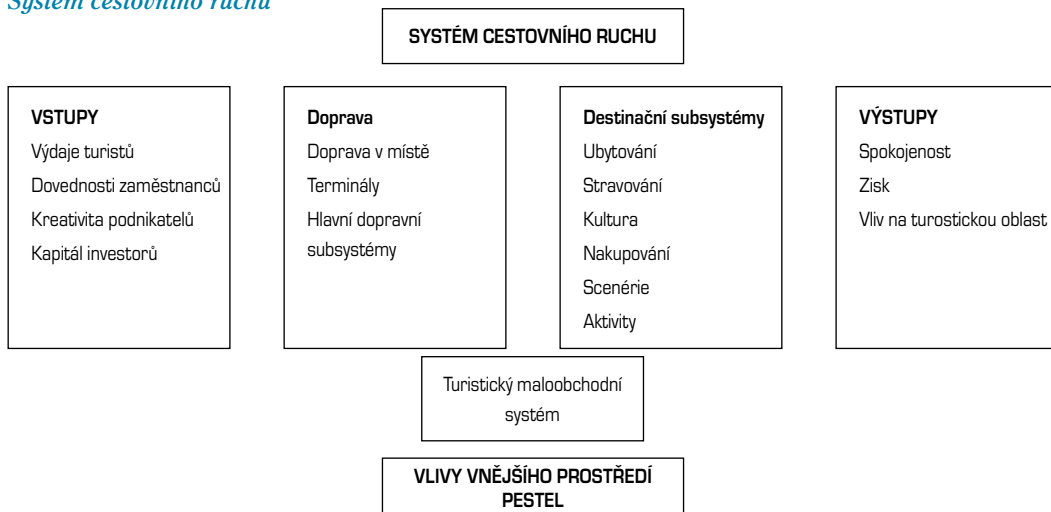 Systém cestovního ruchu
SYSTÉM CESTOVNÍHO RUCHU
VSTUPY
Výdaje turistů
Dovednosti zaměstnanců
Kreativita podnikatelů
Kapitál investorů
Doprava
Doprava v místě
Terminály
Hlavní dopravní
subsystémy
Destinační subsystémy
Ubytování
Stravování
Kultura
Nakupování
Scenérie
Aktivity
VÝSTUPY
Spokojenost
Zisk
Vliv na turostickou oblast
Turistický maloobchodní
systém
VLIVY VNĚJŠÍHO PROSTŘEDÍ
PESTEL